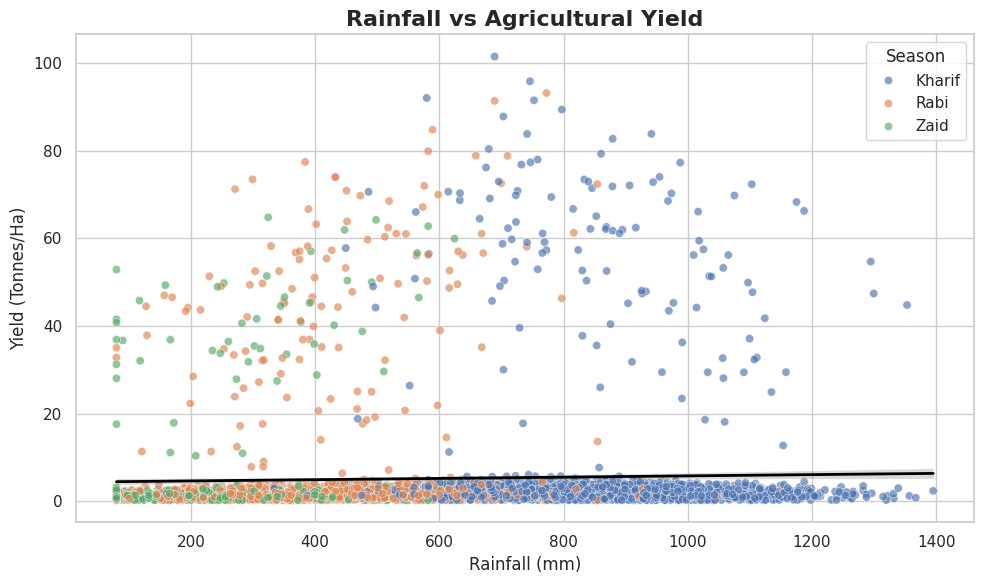 Rainfall vs Agricultural Yield
Season
Kharif
Rabi
Zaid
Yield (Tonnes/Ha)
100
80
60
40
20
0
200 400 600 800 1000 1200 1400
Rainfall (mm)